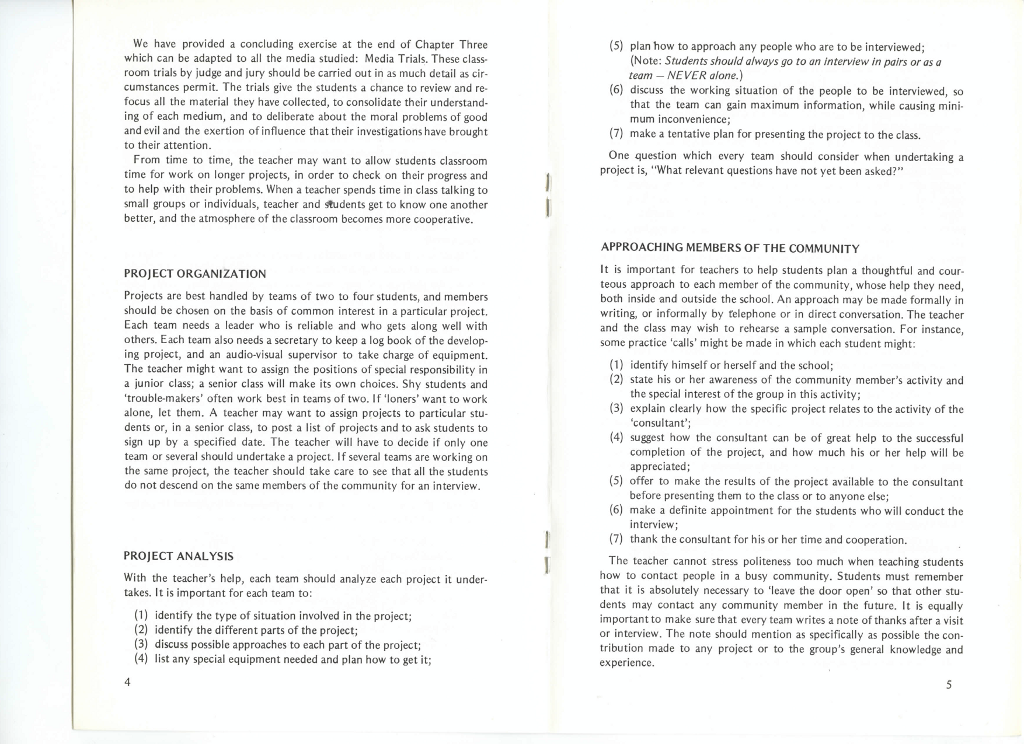 We have provided a concluding exercise at the end of Chapter Three
which can be adapted to all the media studied: Media Trials. These class-
room trials by judge and jury should be carried out in as much detail as cir-
cumstances permit. The trials give the students a chance to review and re-
focus all the material they have collected, to consolidate their understand-
ing of each medium, and to deliberate about the moral problems of good
and evil and the exertion of influence that their investigations have brought
to their attention.
From time to time, the teacher may want to allow students classroom
time for work on longer projects, in order to check on their progress and
to help with their problems. When a teacher spends time in class talking to
small groups or individuals, teacher and students get to know one another
better, and the atmosphere of the classroom becomes more cooperative.
PROJECT ORGANIZATION
Projects are best handled by teams of two to four students, and members
should be chosen on the basis of common interest in a particular project.
Each team needs a leader who is reliable and who gets along well with
others. Each team also needs a secretary to keep a log book of the develop-
ing project, and an audio-visual supervisor to take charge of equipment.
The teacher might want to assign the positions of special responsibility in
a junior class; a senior class will make its own choices. Shy students and
'trouble-makers' often work best in teams of two. If 'loners' want to work
alone, let them. A teacher may want to assign projects to particular stu-
dents or, in a senior class, to post a list of projects and to ask students to
sign up by a specified date. The teacher will have to decide if only one
team or several should undertake a project. If several teams are working on
the same project, the teacher should take care to see that all the students
do not descend on the same members of the community for an interview.
PROJECT ANALYSIS
With the teacher's help, each team should analyze each project it under-
takes. It is important for each team to:
(1) identify the type of situation involved in the project;
(2) identify the different parts of the project;
(3) discuss possible approaches to each part of the project;
(4) list any special equipment needed and plan how to get it;
4
(5) plan how to approach any people who are to be interviewed;
(Note: Students should always go to an interview in pairs or as a
team — NEVER alone.)
(6) discuss the working situation of the people to be interviewed, so
that the team can gain maximum information, while causing mini-
mum inconvenience;
(7) make a tentative plan for presenting the project to the class.
One question which every team should consider when undertaking a
project is, "What relevant questions have not yet been asked?"
APPROACHING MEMBERS OF THE COMMUNITY
It is important for teachers to help students plan a thoughtful and cour-
teous approach to each member of the community, whose help they need,
both inside and outside the school. An approach may be made formally in
writing, or informally by telephone or in direct conversation. The teacher
and the class may wish to rehearse a sample conversation. For instance,
some practice 'calls' might be made in which each student might:
(1) identify himself or herself and the school;
(2) state his or her awareness of the community member's activity and
the special interest of the group in this activity;
(3) explain clearly how the specific project relates to the activity of the
'consultant';
(4) suggest how the consultant can be of great help to the successful
completion of the project, and how much his or her help will be
appreciated;
(5) offer to make the results of the project available to the consultant
before presenting them to the class or to anyone else;
(6) make a definite appointment for the students who will conduct the
interview;
(7) thank the consultant for his or her time and cooperation.
The teacher cannot stress politeness too much when teaching students
how to contact people in a busy community. Students must remember
that it is absolutely necessary to 'leave the door open' so that other stu-
dents may contact any community member in the future. It is equally
important to make sure that every team writes a note of thanks after a visit
or interview. The note should mention as specifically as possible the con-
tribution made to any project or to the group's general knowledge and
experience.
5